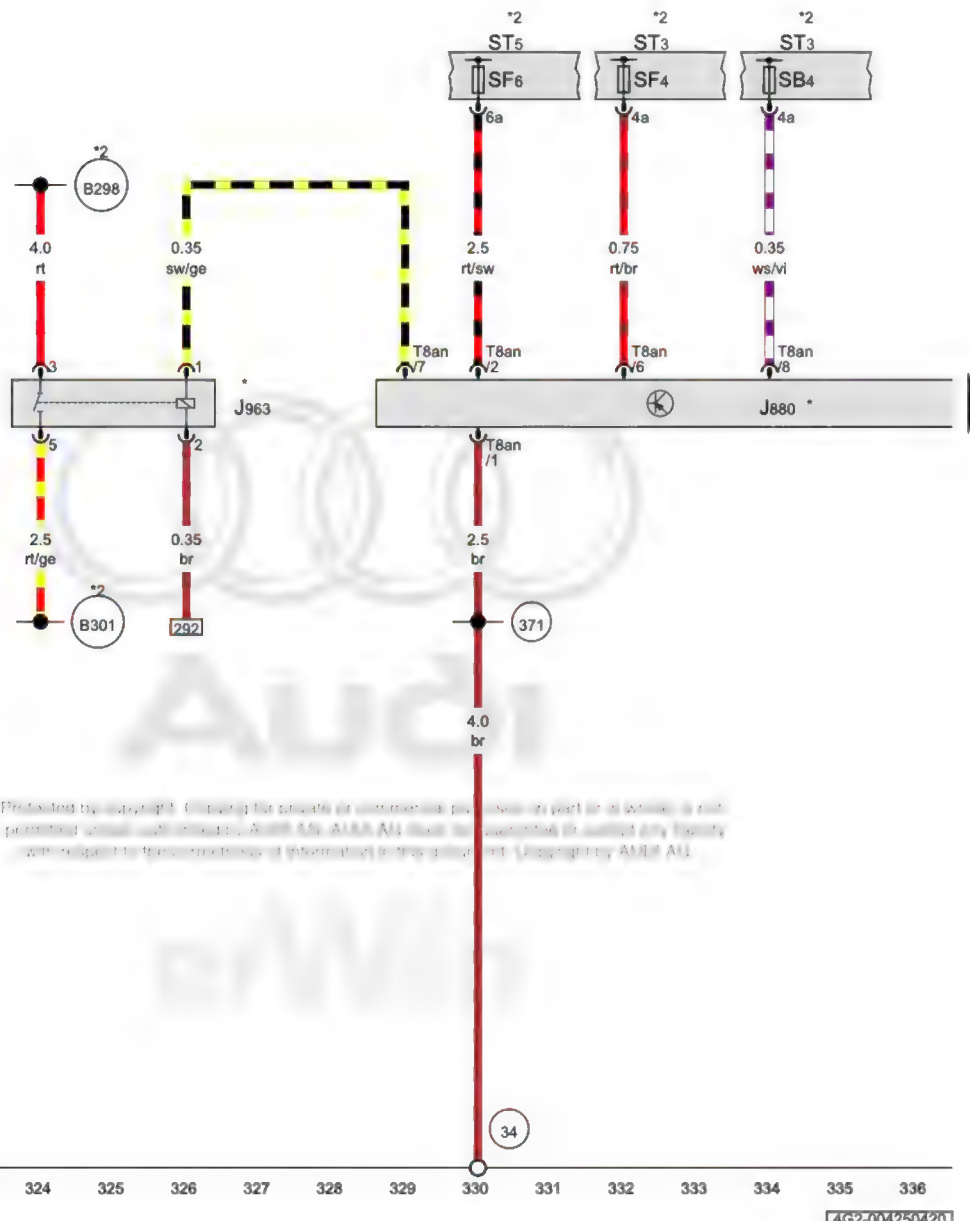 *2 *2 *2
ST5 ST3 ST3
SF6 SF4 SB4
6a 4a 4a
*2
B298
4.0 0.35 2.5 0.75 0.35
rt sw/ge rt/sw rt/br ws/vi
T8an T8an T8an T8an
3 1 /7 /2 /6 /8
*
J963 J880 *
5 2 T8an
/1
2.5 0.35 2.5
rt/ge br br
*2
B301 292 371
Audi
4.0
br
erWin
34
324 325 326 327 328 329 330 331 332 333 334 335 336
4G2-004250420